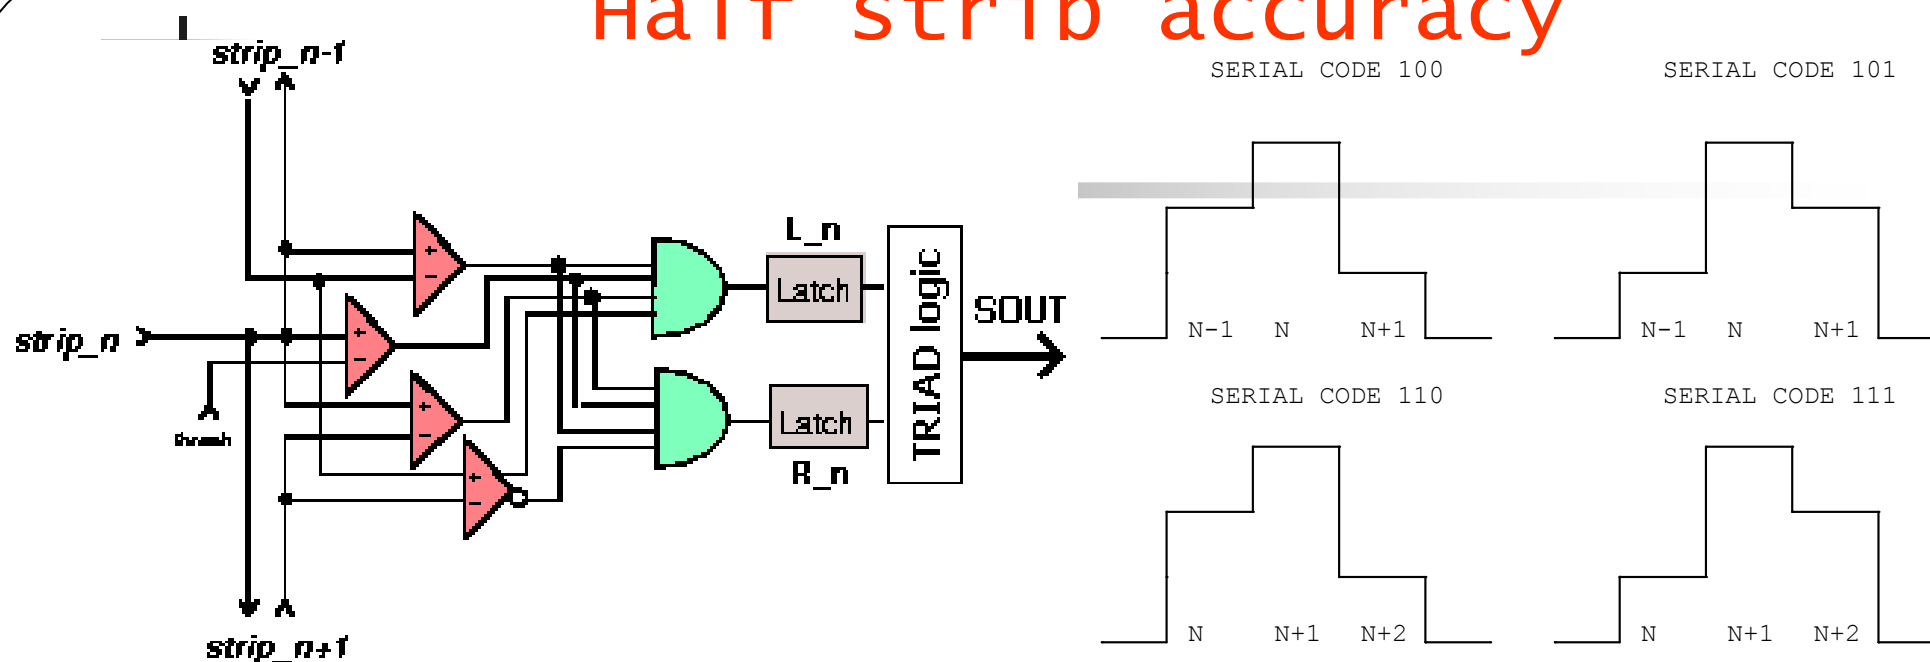 Half strip accuracy
strip_n-1
SERIAL CODE 100
SERIAL CODE 101
L_n
Latch
+
−
strip_n
+
−
thresh
TRIAD logic
SOUT
N-1 N N+1
N-1 N N+1
+
−
Latch
R_n
+
−
SERIAL CODE 110
SERIAL CODE 111
N N+1 N+2
N N+1 N+2
strip_n+1